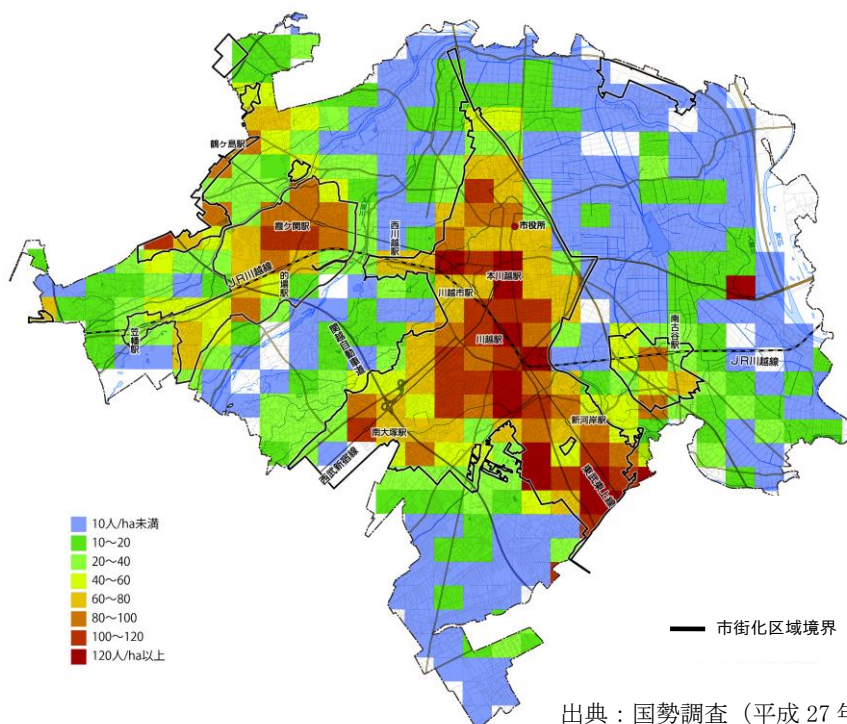 鶴ヶ島駅
霞ケ関駅
西川越駅
市役所
JR川越線
的場駅
本川越駅
川越市駅
笠幡駅
関越自動車道
川越駅
南古谷駅
JR川越線
南大塚駅
新河岸駅
西武新宿線
東武東上線
10人/ha未満
10～20
20～40
40～60
60～80
80～100
100～120
120人/ha以上
市街化区域境界
出典：国勢調査（平成 27 年